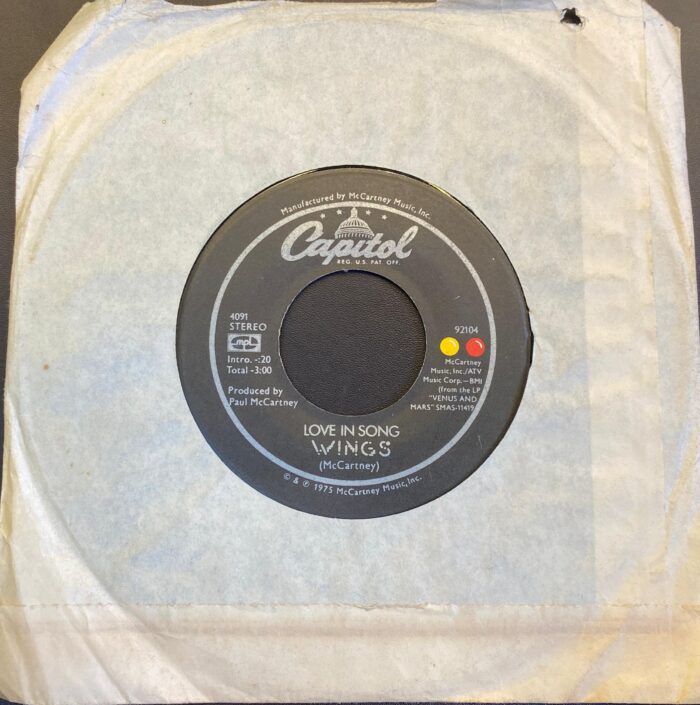 Manufactured by McCartney Music, Inc.
Capitol
REG. U.S. PAT. OFF.
4091
STEREO
mpl
Intro. -:20
Total -3:00
Produced by
Paul McCartney
92104
McCartney
Music, Inc./ATV
Music Corp.—BMI
(from the LP
"VENUS AND
MARS" SMAS-11419)
LOVE IN SONG
WINGS
(McCartney)
© & ℗ 1975 McCartney Music, Inc.